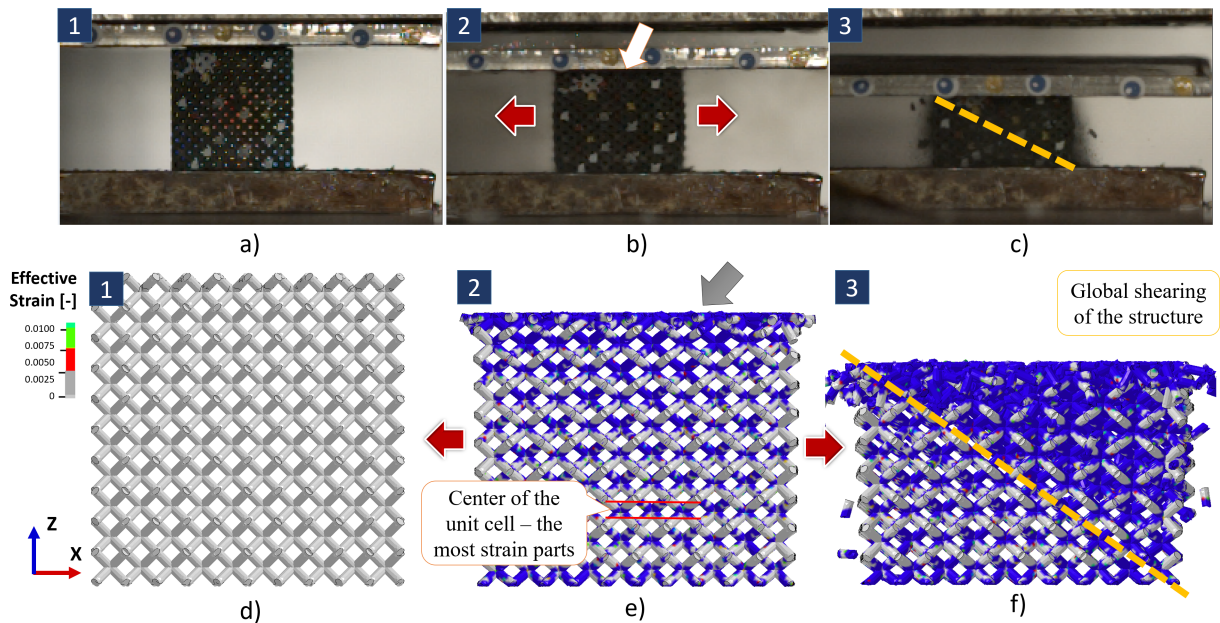 1
2
3
a)
b)
c)
Effective
Strain [-]
0.0100
0.0075
0.0050
0.0025
0
1
2
3
Global shearing
of the structure
Center of the
unit cell – the
most strain parts
Z
X
d)
e)
f)